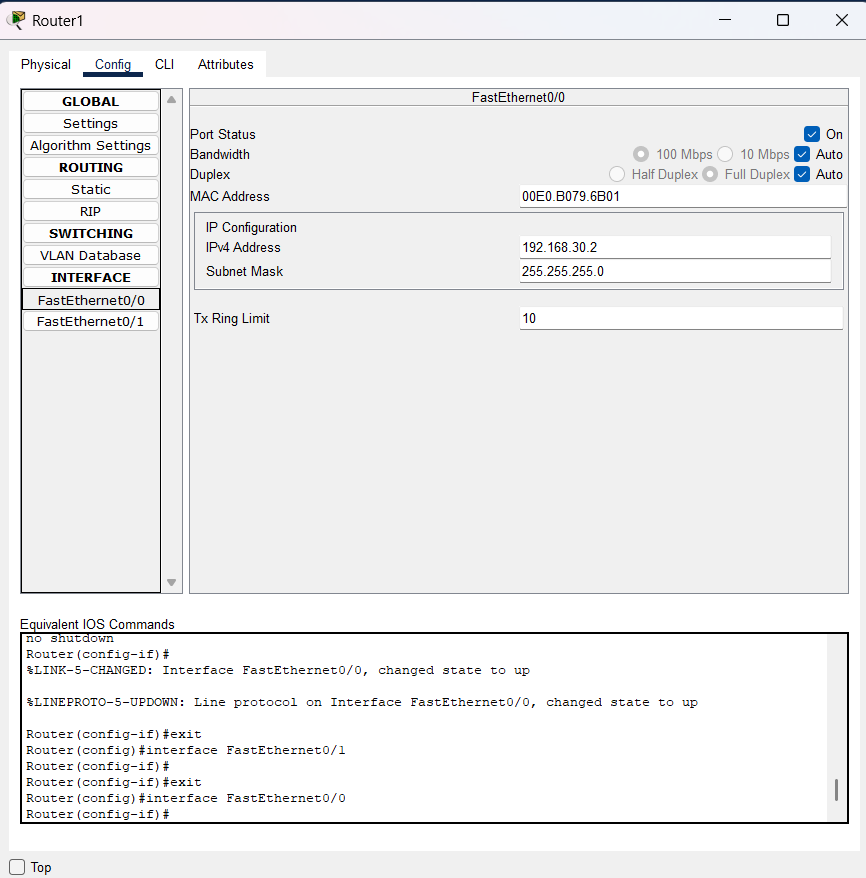 Router1
Physical Config CLI Attributes
GLOBAL
Settings
Algorithm Settings
ROUTING
Static
RIP
SWITCHING
VLAN Database
INTERFACE
FastEthernet0/0
FastEthernet0/1
FastEthernet0/0
Port Status On
Bandwidth 100 Mbps 10 Mbps Auto
Duplex Half Duplex Full Duplex Auto
MAC Address 00E0.B079.6B01
IP Configuration
IPv4 Address 192.168.30.2
Subnet Mask 255.255.255.0
Tx Ring Limit 10
Equivalent IOS Commands
no shutdown
Router(config-if)#
%LINK-5-CHANGED: Interface FastEthernet0/0, changed state to up
%LINEPROTO-5-UPDOWN: Line protocol on Interface FastEthernet0/0, changed state to up
Router(config-if)#exit
Router(config)#interface FastEthernet0/1
Router(config-if)#
Router(config-if)#exit
Router(config)#interface FastEthernet0/0
Router(config-if)#
Top